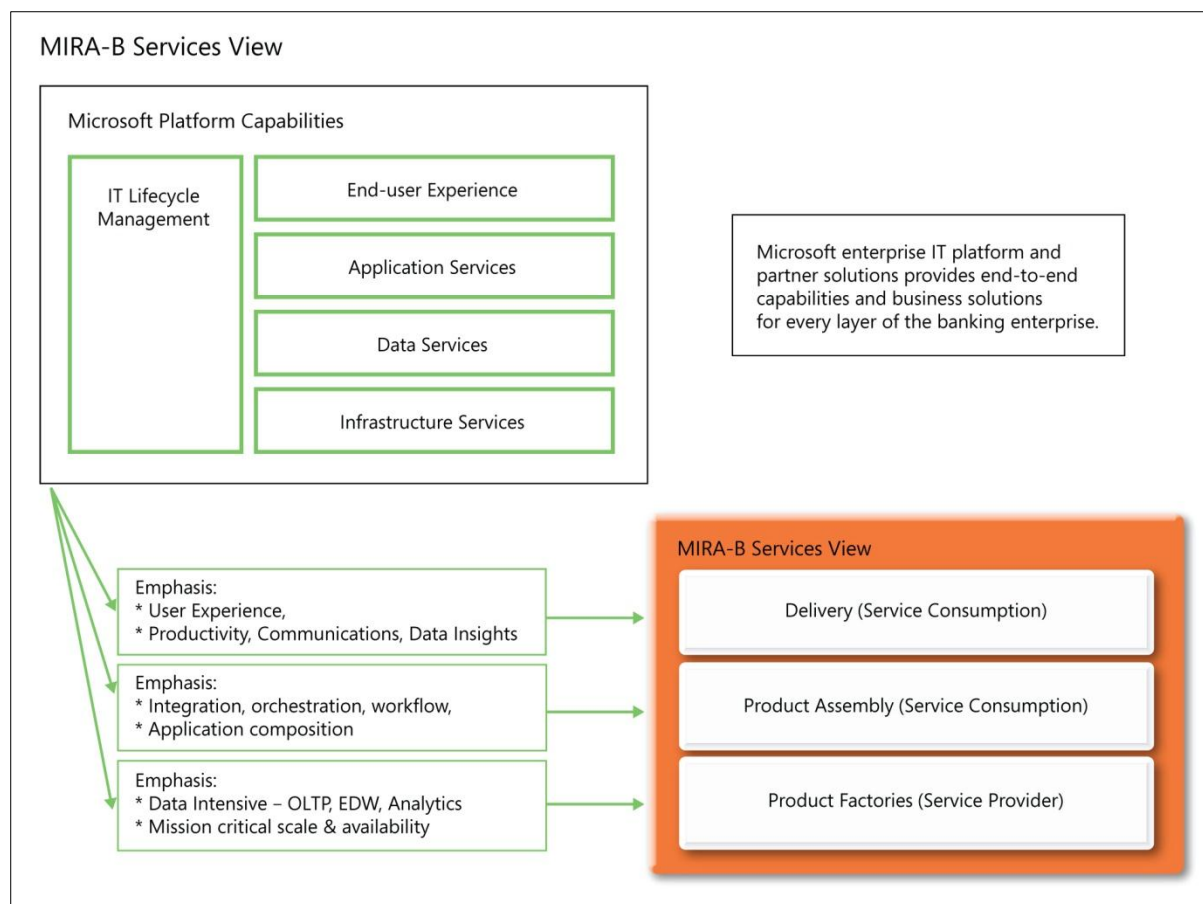 MIRA-B Services View
Microsoft Platform Capabilities
IT Lifecycle
Management
End-user Experience
Application Services
Data Services
Infrastructure Services
Microsoft enterprise IT platform and
partner solutions provides end-to-end
capabilities and business solutions
for every layer of the banking enterprise.
Emphasis:
* User Experience,
* Productivity, Communications, Data Insights
Emphasis:
* Integration, orchestration, workflow,
* Application composition
Emphasis:
* Data Intensive – OLTP, EDW, Analytics
* Mission critical scale & availability
MIRA-B Services View
Delivery (Service Consumption)
Product Assembly (Service Consumption)
Product Factories (Service Provider)